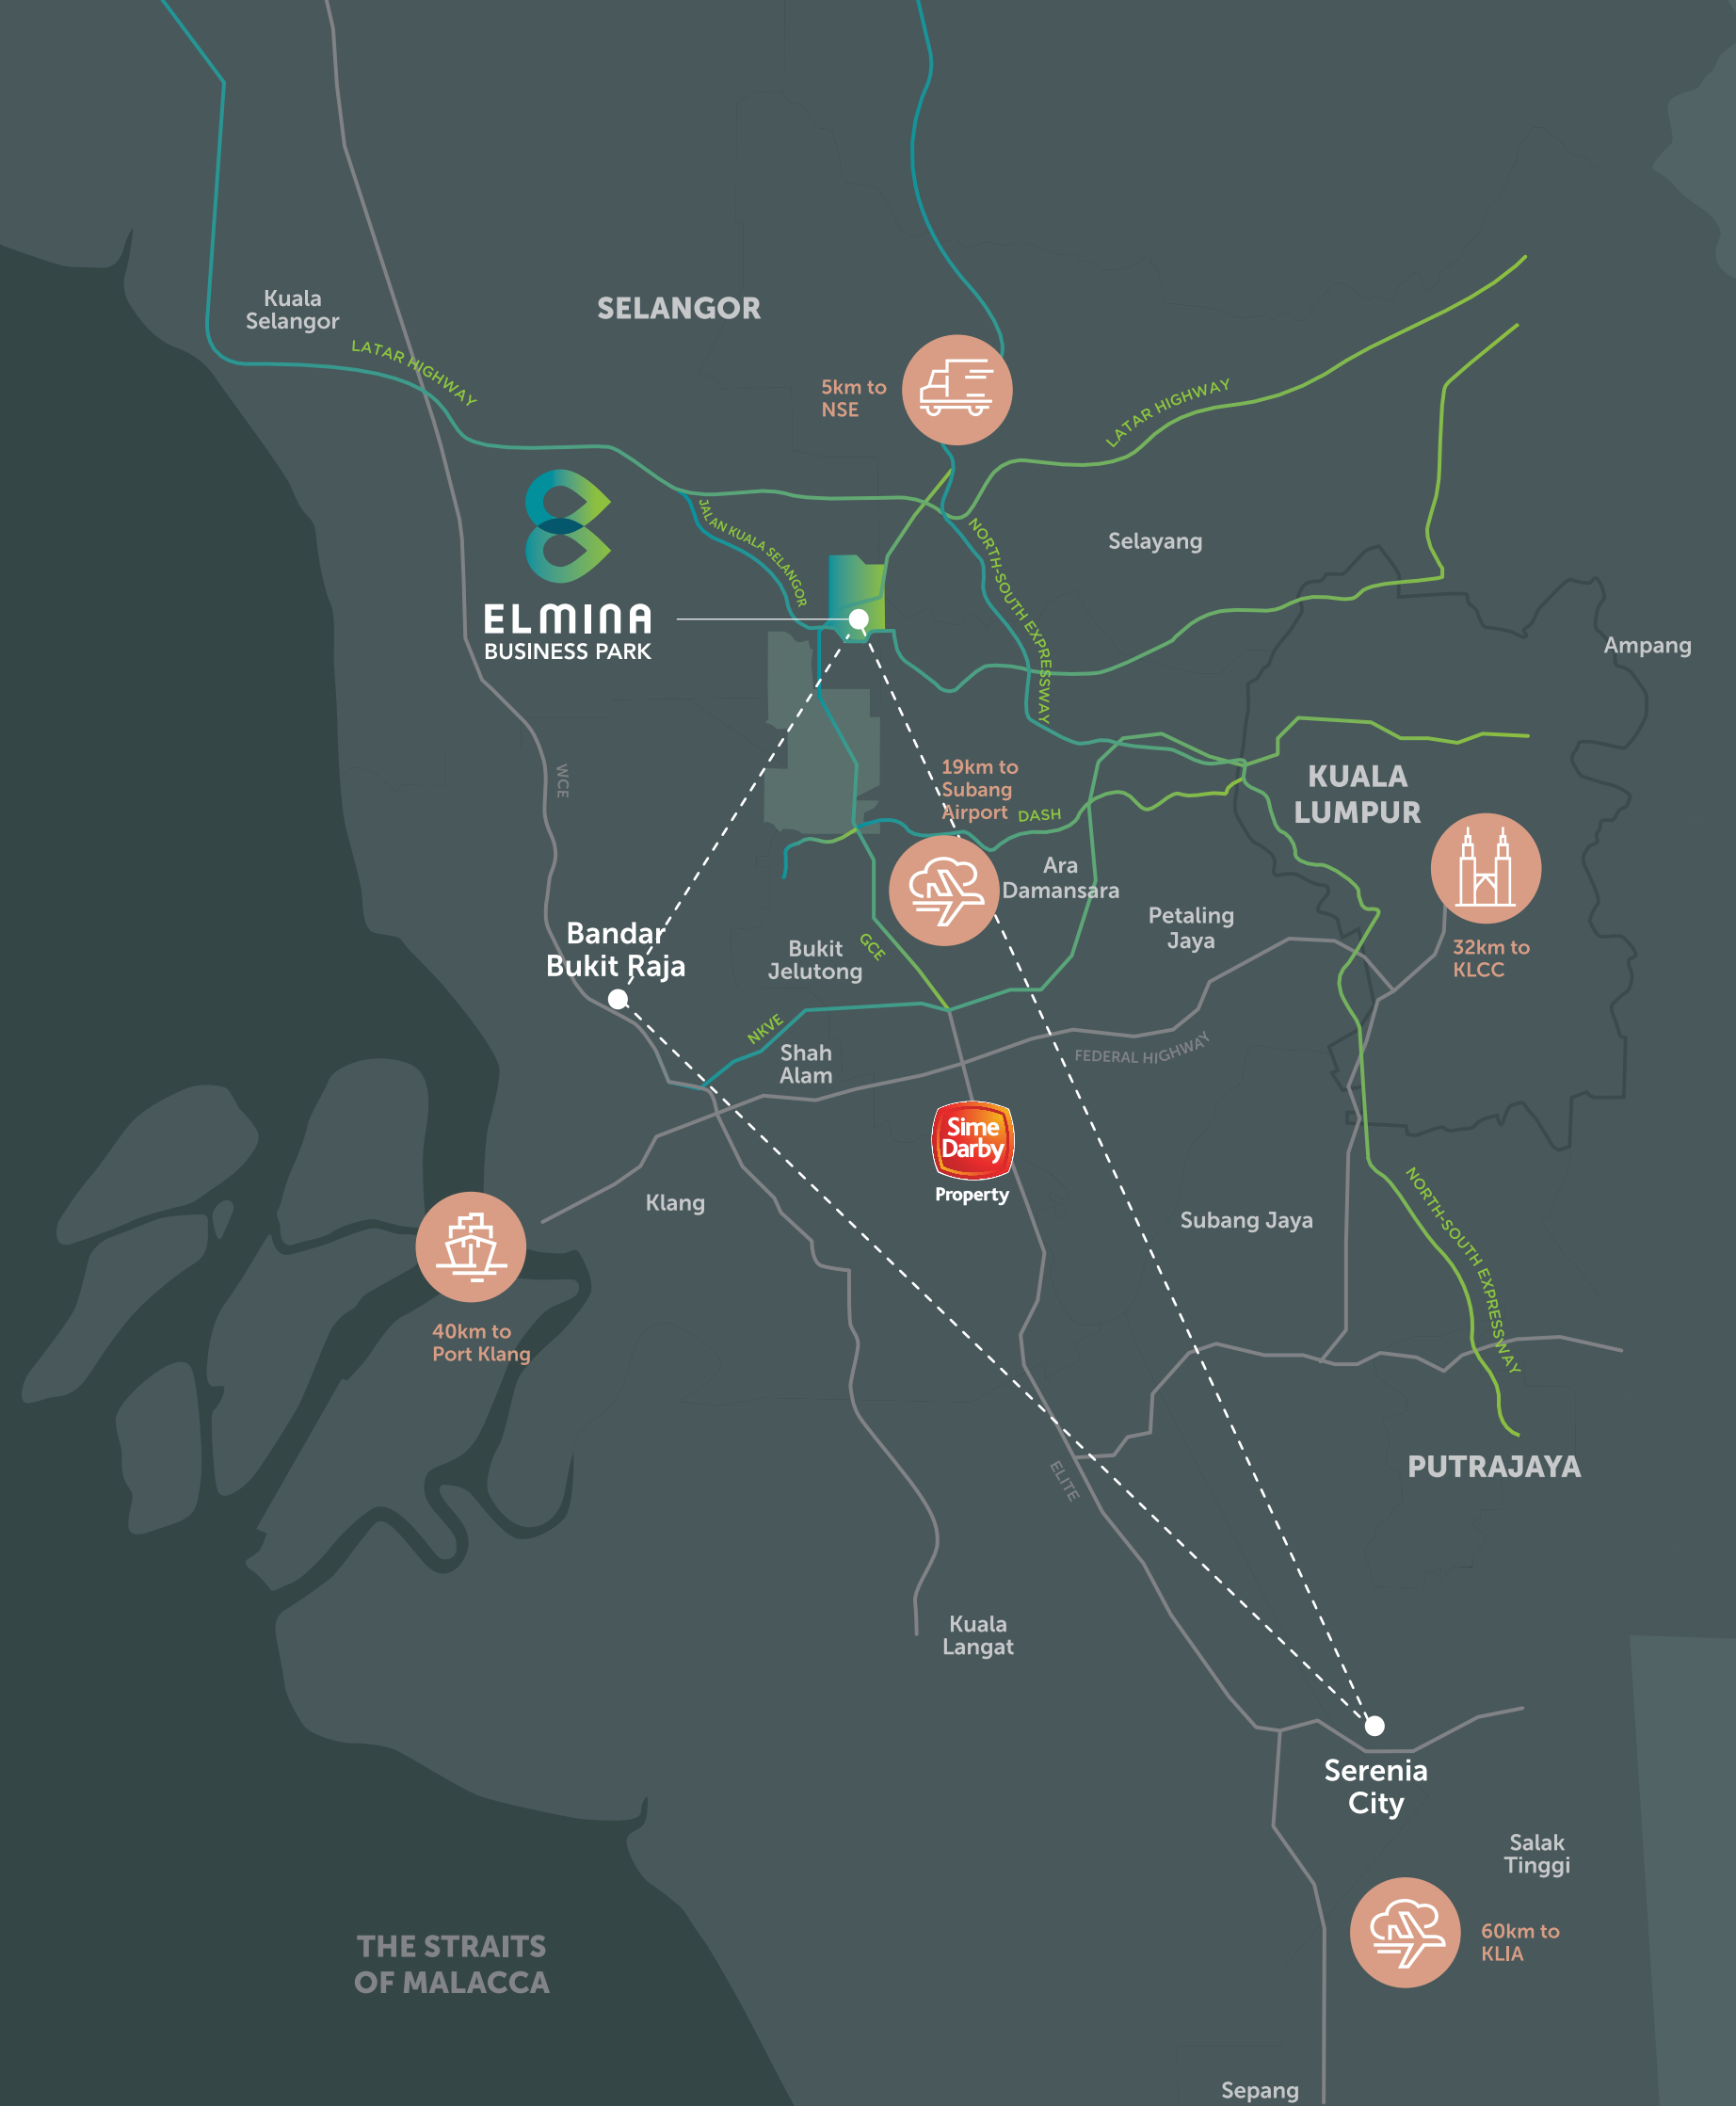 Kuala
Selangor
SELANGOR
LATAR HIGHWAY
5km to
NSE
LATAR HIGHWAY
JALAN KUALA SELANGOR
NORTH-SOUTH EXPRESSWAY
Selayang
ELMINA
BUSINESS PARK
Ampang
WCE
19km to
Subang
Airport
DASH
KUALA
LUMPUR
Ara
Damansara
Petaling
Jaya
Bandar
Bukit Raja
Bukit
Jelutong
GCE
32km to
KLCC
NKVE
Shah
Alam
FEDERAL HIGHWAY
Sime
Darby
Property
Klang
Subang Jaya
NORTH-SOUTH EXPRESSWAY
40km to
Port Klang
PUTRAJAYA
ELITE
Kuala
Langat
Serenia
City
Salak
Tinggi
60km to
KLIA
THE STRAITS
OF MALACCA
Sepang